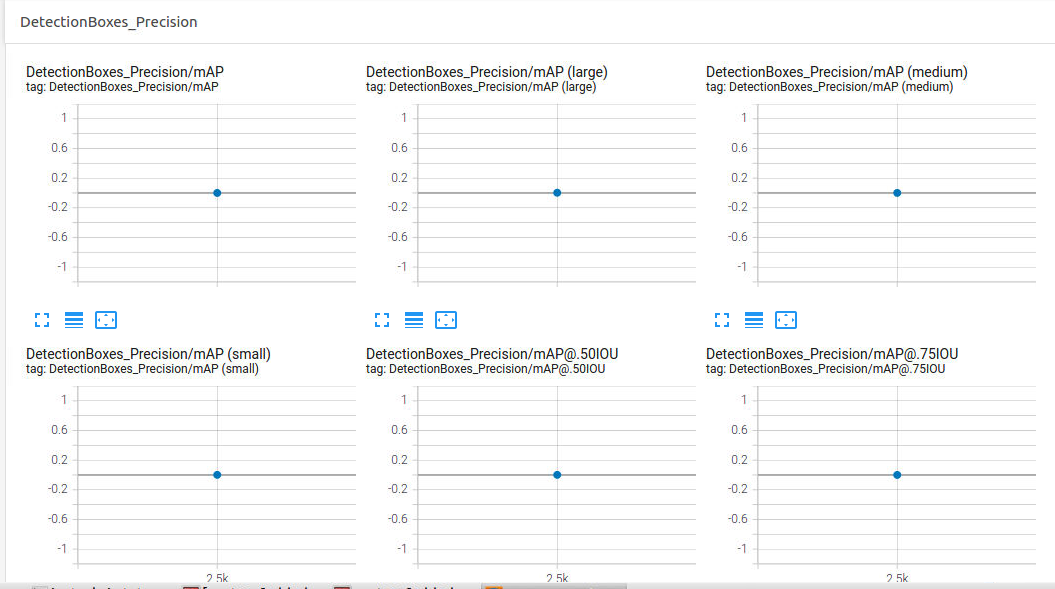 DetectionBoxes_Precision
DetectionBoxes_Precision/mAP
tag: DetectionBoxes_Precision/mAP
1
0.6
0.2
-0.2
-0.6
-1
DetectionBoxes_Precision/mAP (large)
tag: DetectionBoxes_Precision/mAP (large)
1
0.6
0.2
-0.2
-0.6
-1
DetectionBoxes_Precision/mAP (medium)
tag: DetectionBoxes_Precision/mAP (medium)
1
0.6
0.2
-0.2
-0.6
-1
DetectionBoxes_Precision/mAP (small)
tag: DetectionBoxes_Precision/mAP (small)
1
0.6
0.2
-0.2
-0.6
-1
2.5k
DetectionBoxes_Precision/mAP@.50IOU
tag: DetectionBoxes_Precision/mAP@.50IOU
1
0.6
0.2
-0.2
-0.6
-1
2.5k
DetectionBoxes_Precision/mAP@.75IOU
tag: DetectionBoxes_Precision/mAP@.75IOU
1
0.6
0.2
-0.2
-0.6
-1
2.5k